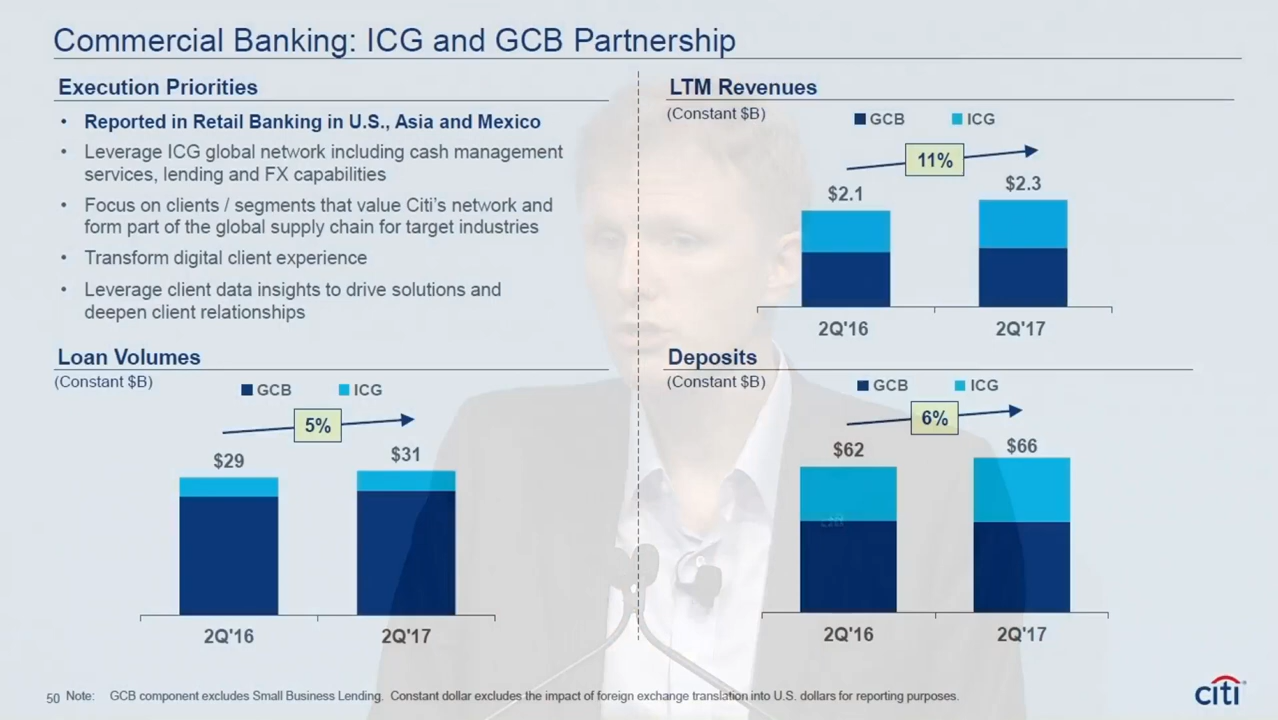 Commercial Banking: ICG and GCB Partnership
Execution Priorities
• Reported in Retail Banking in U.S., Asia and Mexico
• Leverage ICG global network including cash management
services, lending and FX capabilities
• Focus on clients / segments that value Citi's network and
form part of the global supply chain for target industries
• Transform digital client experience
• Leverage client data insights to drive solutions and
deepen client relationships
LTM Revenues
(Constant $B)
GCB ICG
11%
$2.1 $2.3
2Q'16 2Q'17
Loan Volumes
(Constant $B)
GCB ICG
5%
$29 $31
2Q'16 2Q'17
Deposits
(Constant $B)
GCB ICG
6%
$62 $66
2Q'16 2Q'17
50 Note: GCB component excludes Small Business Lending. Constant dollar excludes the impact of foreign exchange translation into U.S. dollars for reporting purposes.
citi